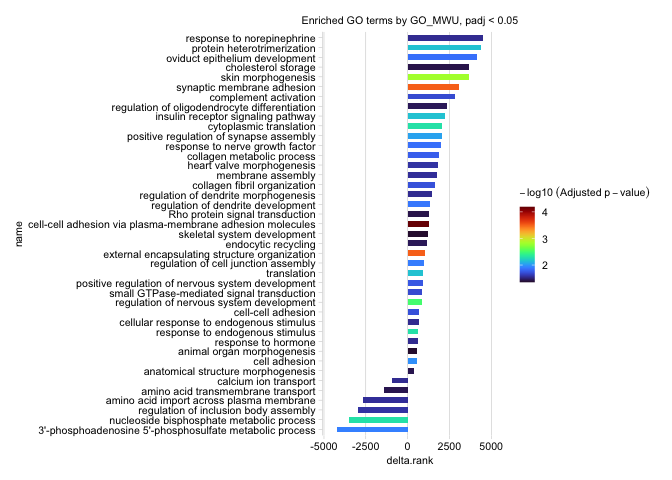 Enriched GO terms by GO_MWU, padj < 0.05
response to norepinephrine
protein heterotrimerization
oviduct epithelium development
cholesterol storage
skin morphogenesis
synaptic membrane adhesion
complement activation
regulation of oligodendrocyte differentiation
insulin receptor signaling pathway
cytoplasmic translation
positive regulation of synapse assembly
response to nerve growth factor
collagen metabolic process
heart valve morphogenesis
membrane assembly
collagen fibril organization
regulation of dendrite morphogenesis
regulation of dendrite development
Rho protein signal transduction
cell-cell adhesion via plasma-membrane adhesion molecules
skeletal system development
endocytic recycling
external encapsulating structure organization
regulation of cell junction assembly
translation
positive regulation of nervous system development
small GTPase-mediated signal transduction
regulation of nervous system development
cell-cell adhesion
cellular response to endogenous stimulus
response to endogenous stimulus
response to hormone
animal organ morphogenesis
cell adhesion
anatomical structure morphogenesis
calcium ion transport
amino acid transmembrane transport
amino acid import across plasma membrane
regulation of inclusion body assembly
nucleoside bisphosphate metabolic process
3'-phosphoadenosine 5'-phosphosulfate metabolic process
name
-5000 -2500 0 2500 5000
delta.rank
−log10 (Adjusted p−value)
4
3
2